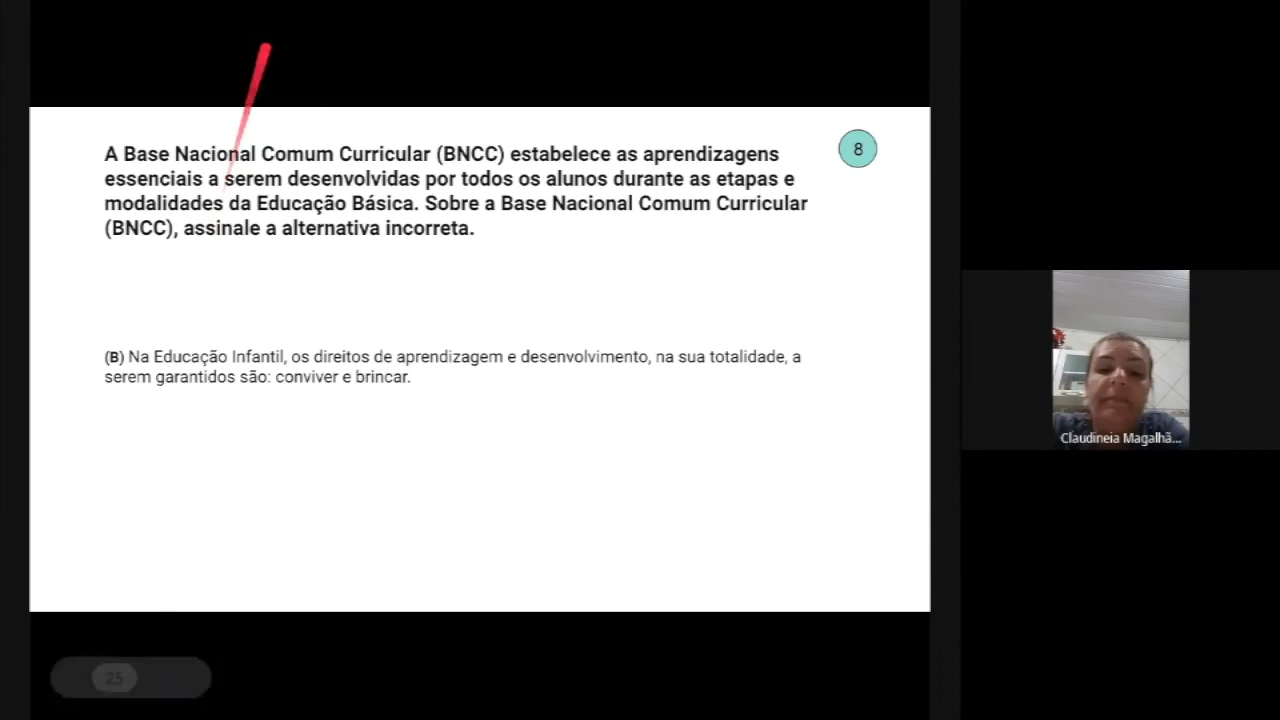 A Base Nacional Comum Curricular (BNCC) estabelece as aprendizagens
essenciais a serem desenvolvidas por todos os alunos durante as etapas e
modalidades da Educação Básica. Sobre a Base Nacional Comum Curricular
(BNCC), assinale a alternativa incorreta.
8
(B) Na Educação Infantil, os direitos de aprendizagem e desenvolvimento, na sua totalidade, a
serem garantidos são: conviver e brincar.
Claudineia Magalhã...
25